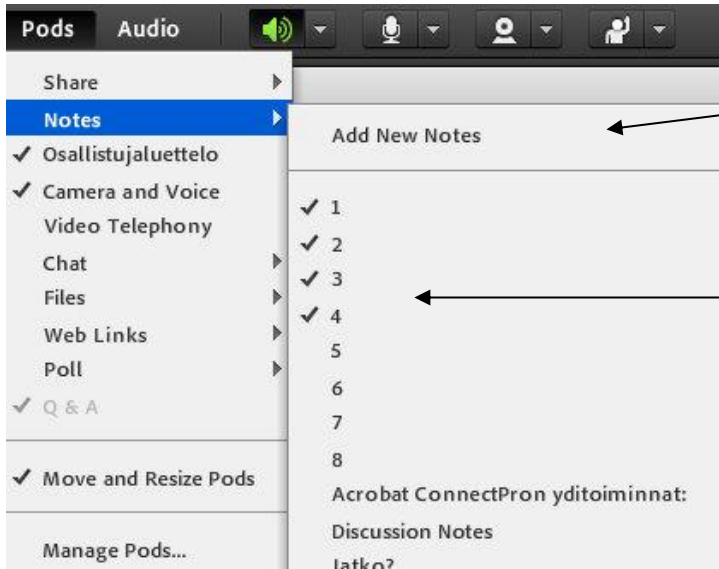 Pods Audio
Share
Notes
Osallistujaluettelo
Camera and Voice
Video Telephony
Chat
Files
Web Links
Poll
Q & A
Move and Resize Pods
Manage Pods...
Add New Notes
1
2
3
4
5
6
7
8
Acrobat ConnectPron yditoiminnat:
Discussion Notes
Jatko?